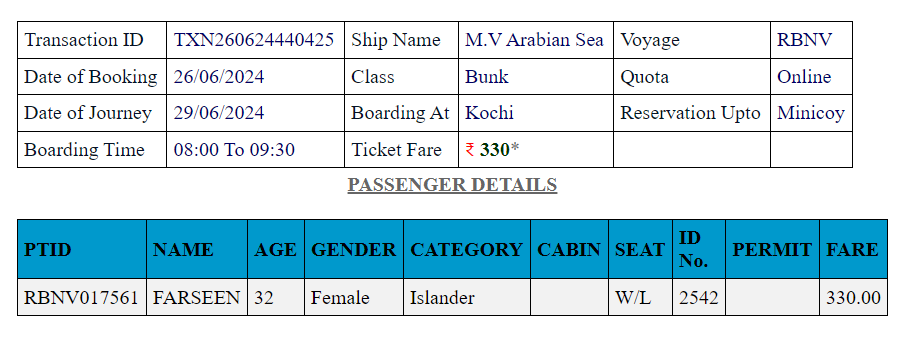 Transaction ID TXN260624440425 Ship Name M.V Arabian Sea Voyage RBNV
Date of Booking 26/06/2024 Class Bunk Quota Online
Date of Journey 29/06/2024 Boarding At Kochi Reservation Upto Minicoy
Boarding Time 08:00 To 09:30 Ticket Fare ₹ 330*
PASSENGER DETAILS
PTID NAME AGE GENDER CATEGORY CABIN SEAT ID No. PERMIT FARE
RBNV017561 FARSEEN 32 Female Islander W/L 2542 330.00